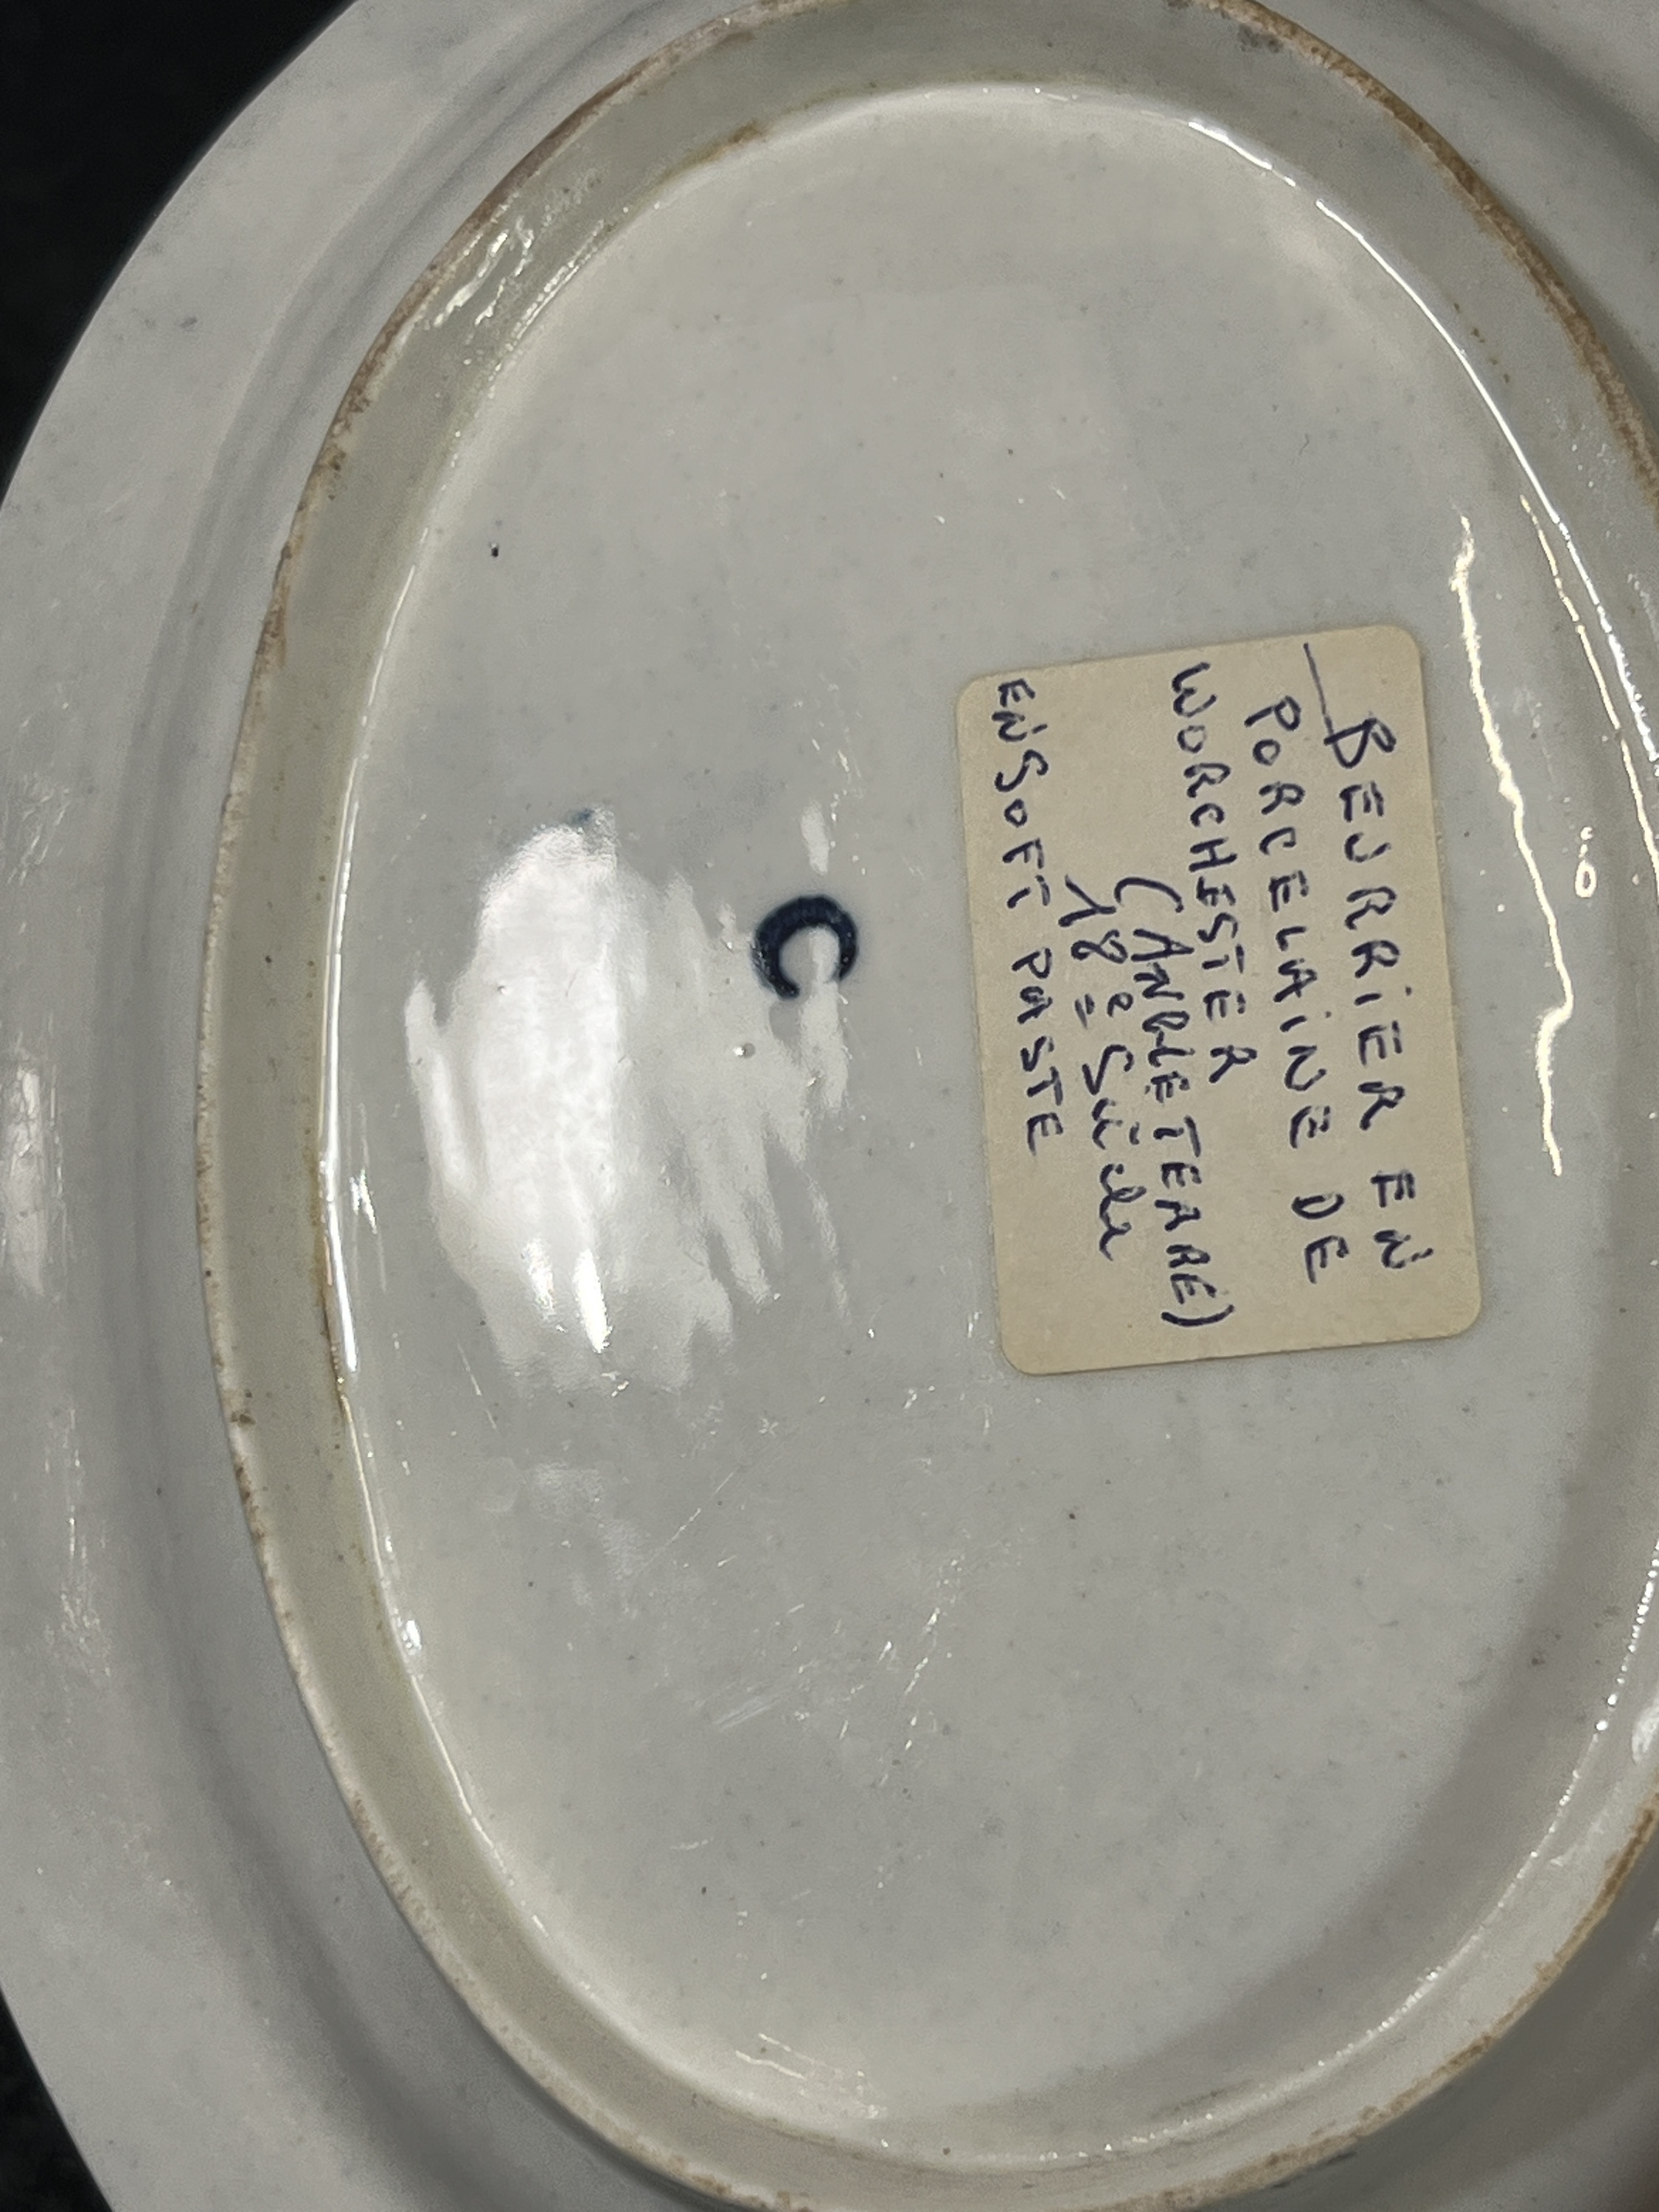 BEURRIER EN
PORCELAINE DE
WORCHESTER
(ANGLETERRE)
18e Siècle
EN SOFT PASTE